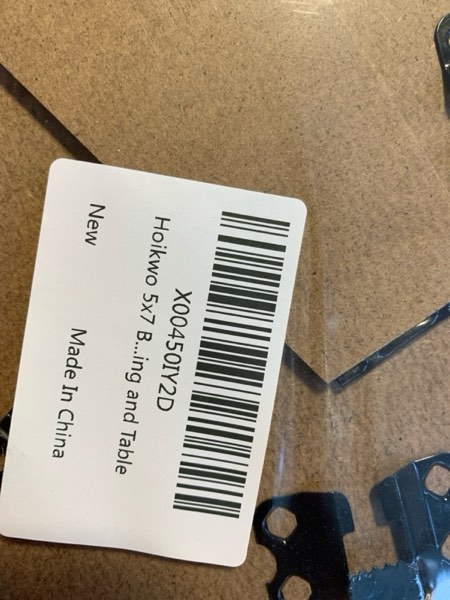 X00450IY2D
Hoikwo 5x7 B...ing and Table
New
Made In China